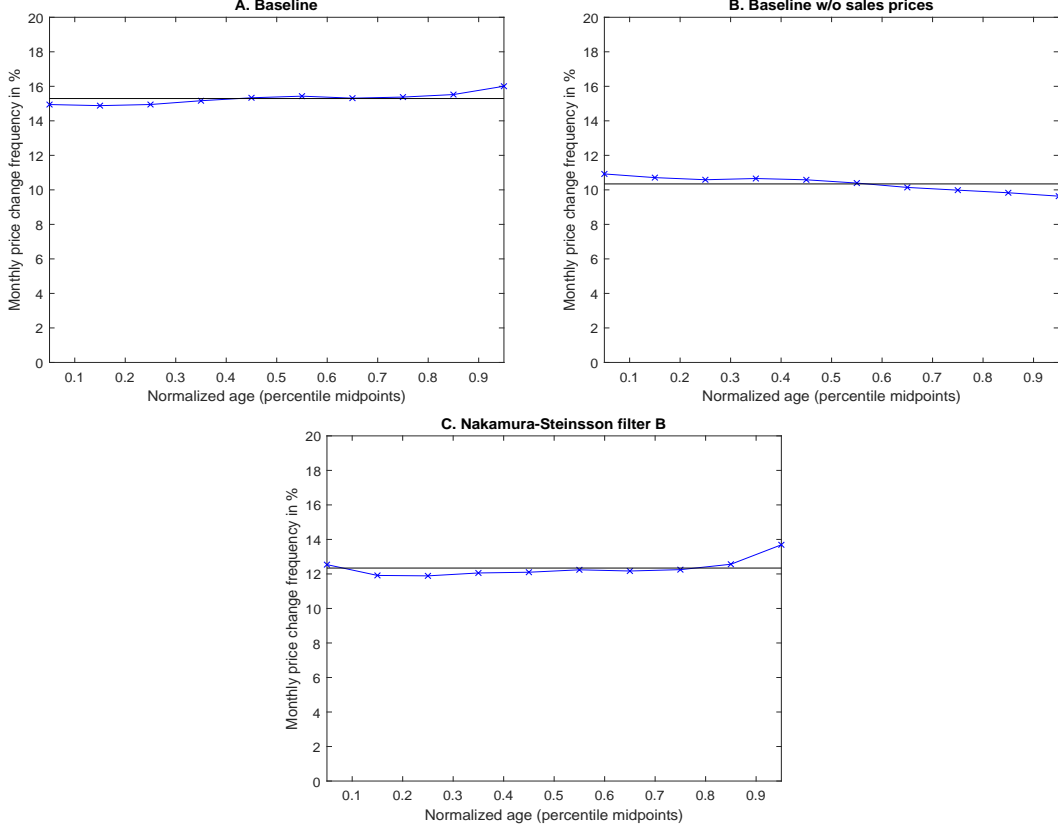 A. Baseline
Monthly price change frequency in %
20
18
16
14
12
10
8
6
4
2
0
0.1 0.2 0.3 0.4 0.5 0.6 0.7 0.8 0.9
Normalized age (percentile midpoints)
B. Baseline w/o sales prices
Monthly price change frequency in %
20
18
16
14
12
10
8
6
4
2
0
0.1 0.2 0.3 0.4 0.5 0.6 0.7 0.8 0.9
Normalized age (percentile midpoints)
C. Nakamura-Steinsson filter B
Monthly price change frequency in %
20
18
16
14
12
10
8
6
4
2
0
0.1 0.2 0.3 0.4 0.5 0.6 0.7 0.8 0.9
Normalized age (percentile midpoints)